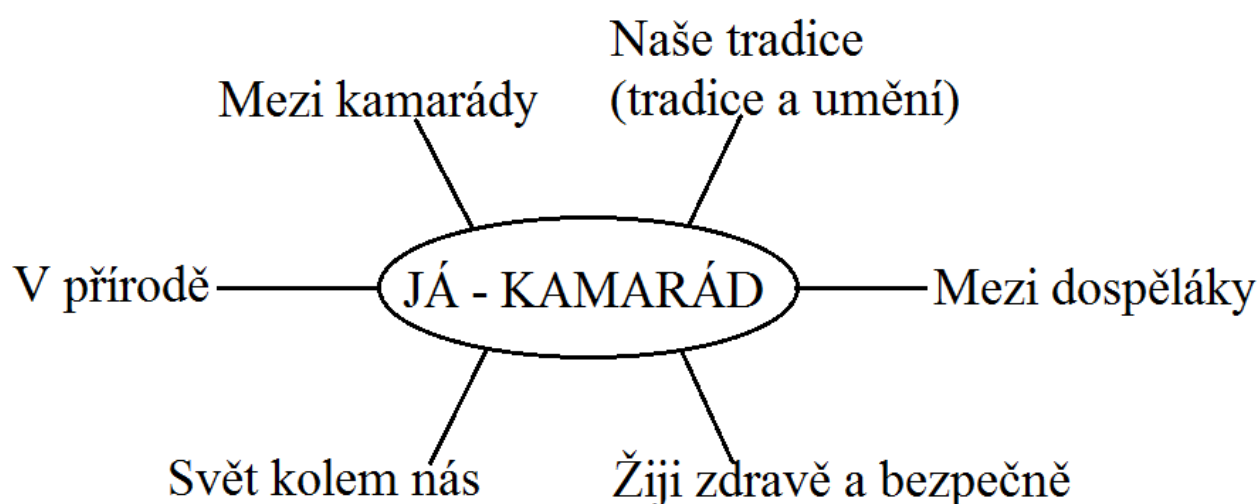 Naše tradice
(tradice a umění)
Mezi kamarády
V přírodě
JÁ - KAMARÁD
Mezi dospěláky
Svět kolem nás
Žiji zdravě a bezpečně